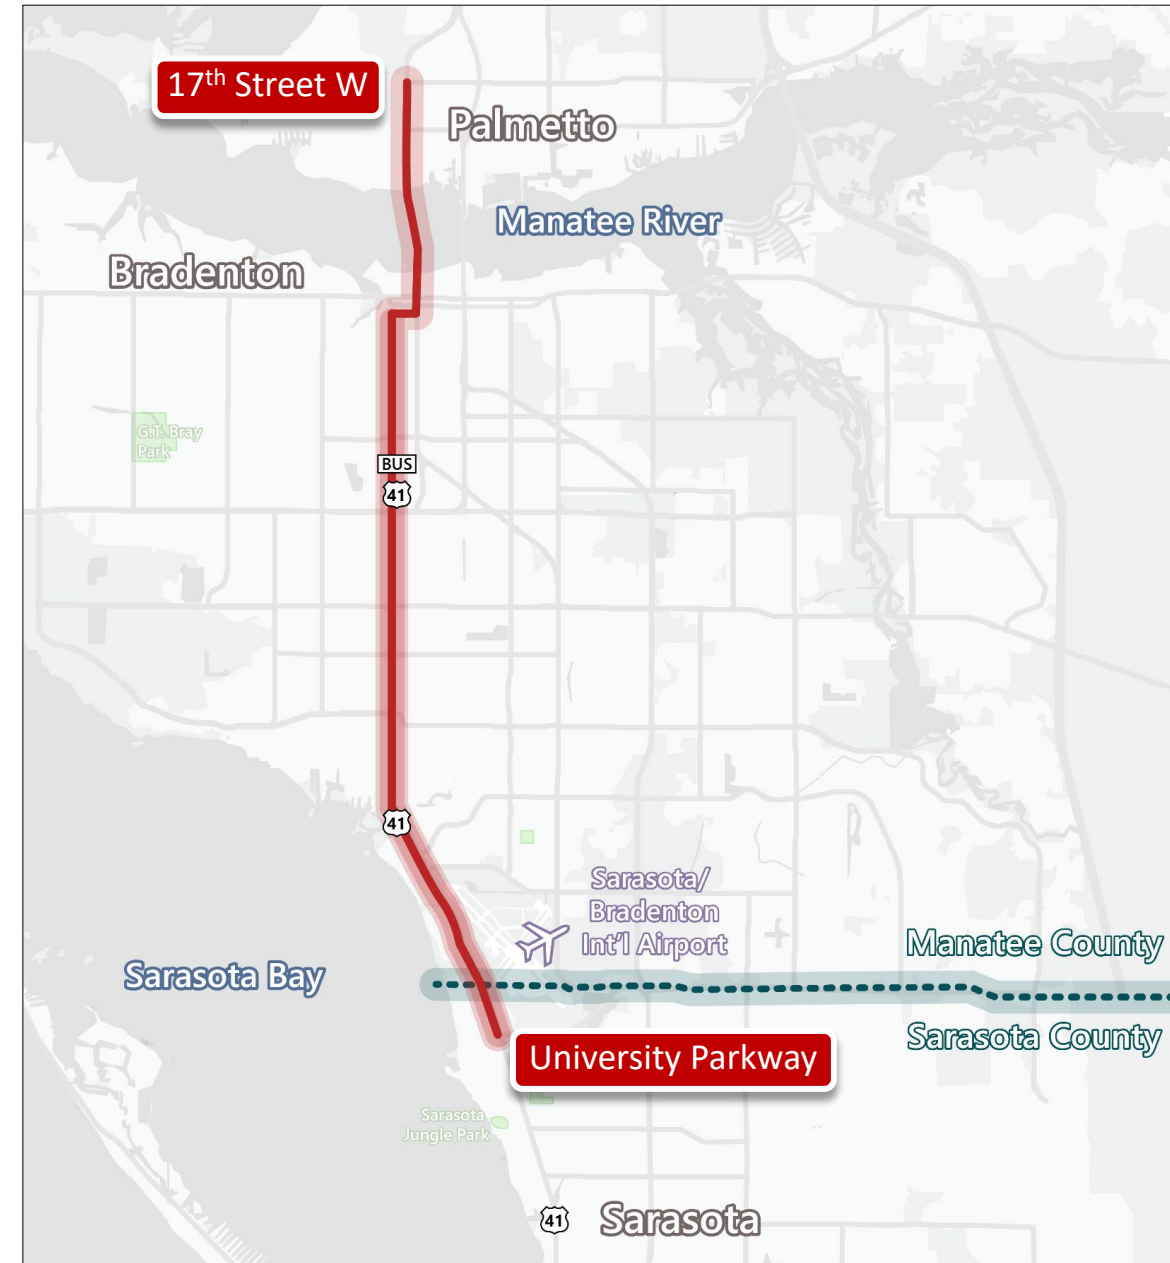 17th Street W
Palmetto
Manatee River
Bradenton
G.T. Bray
Park
BUS
41
41
Sarasota/
Bradenton
Int'l Airport
Manatee County
Sarasota Bay
Sarasota County
University Parkway
Sarasota
Jungle Park
41
Sarasota